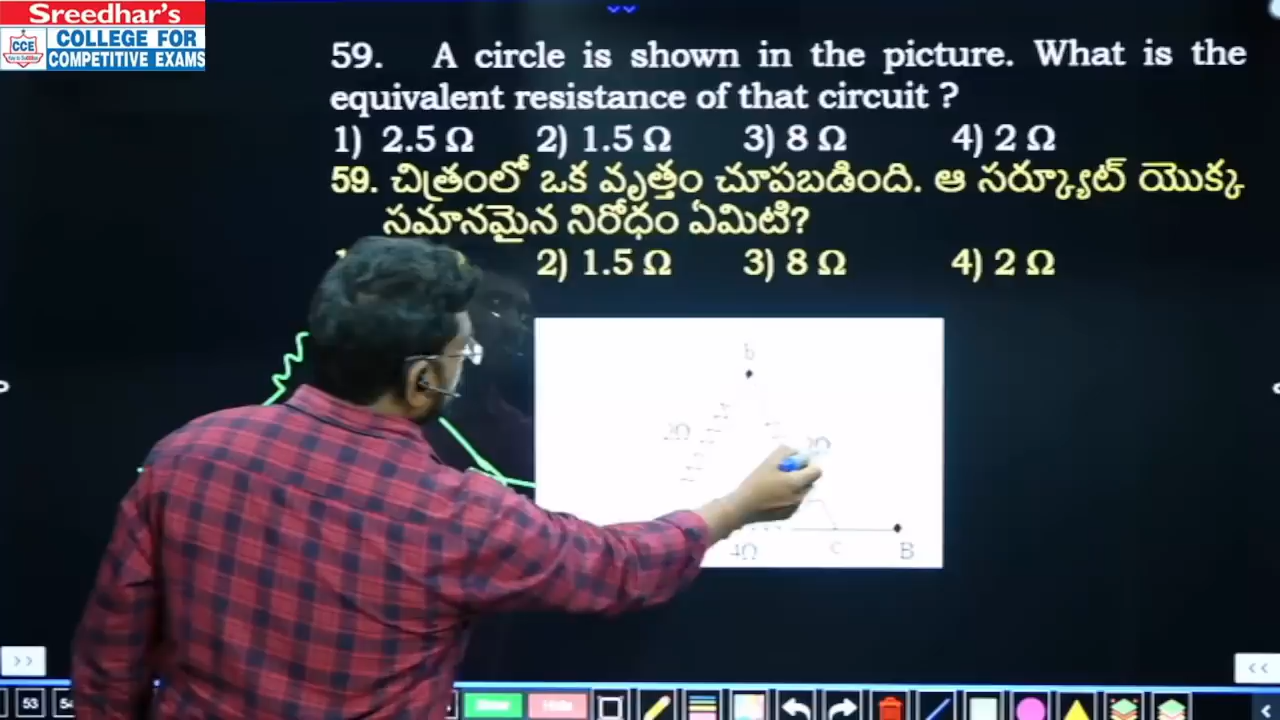 Sreedhar's
CCE
COLLEGE FOR
COMPETITIVE EXAMS
59. A circle is shown in the picture. What is the
equivalent resistance of that circuit ?
1) 2.5 Ω 2) 1.5 Ω 3) 8 Ω 4) 2 Ω
59. చిత్రంలో ఒక వృత్తం చూపబడింది. ఆ సర్క్యూట్ యొక్క
సమానమైన నిరోధం ఏమిటి?
2) 1.5 Ω 3) 8 Ω 4) 2 Ω
b
2Ω
4Ω C B
>> <<
53